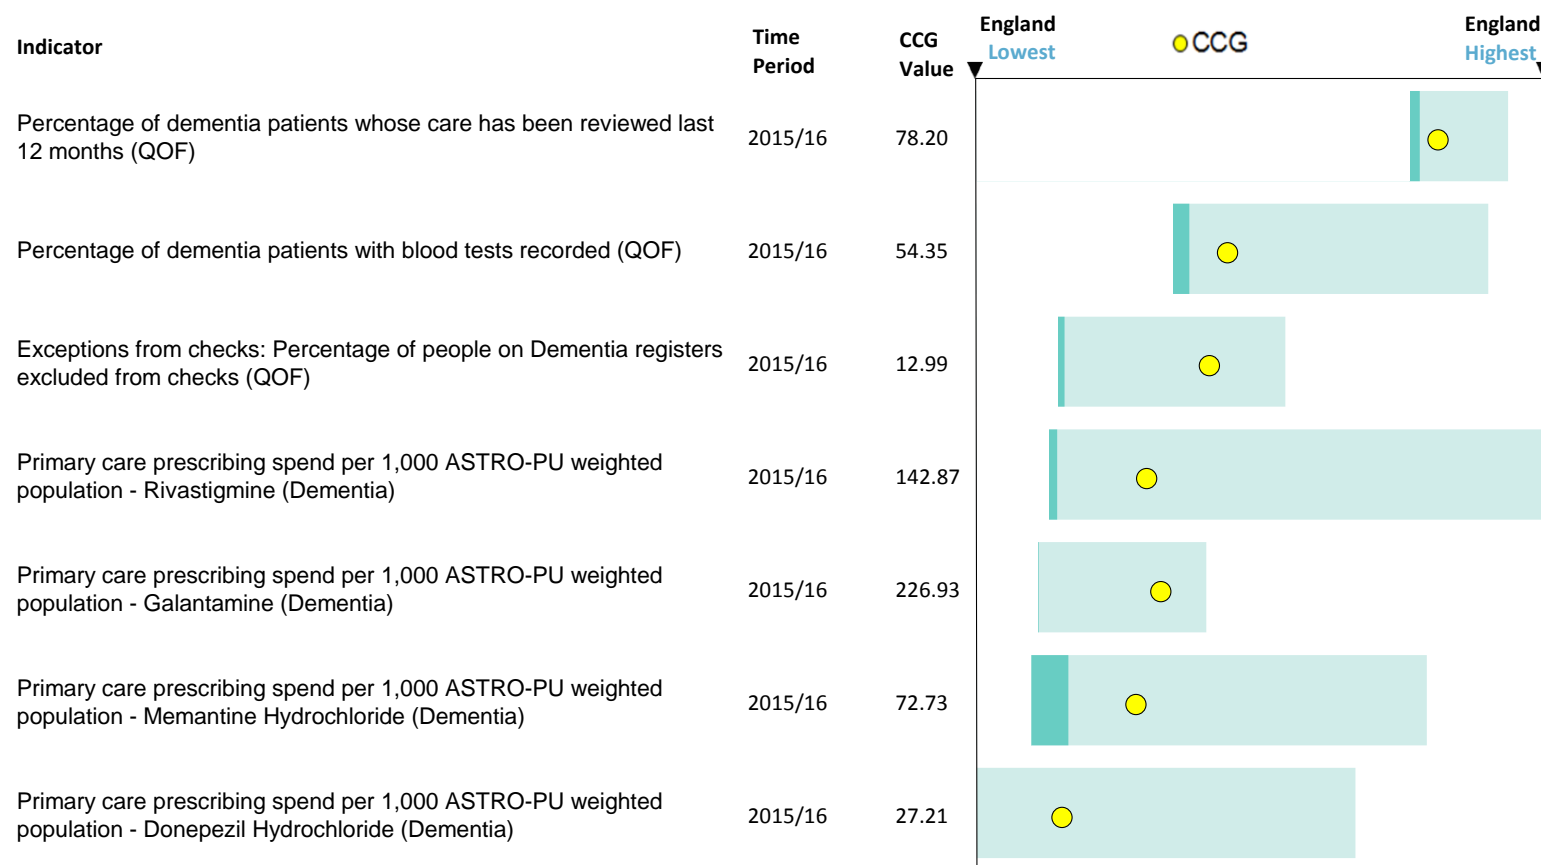 Indicator
Time
Period
CCG
Value
England
Lowest
CCG
England
Highest
Percentage of dementia patients whose care has been reviewed last
12 months (QOF)
2015/16
78.20
Percentage of dementia patients with blood tests recorded (QOF)
2015/16
54.35
Exceptions from checks: Percentage of people on Dementia registers
excluded from checks (QOF)
2015/16
12.99
Primary care prescribing spend per 1,000 ASTRO-PU weighted
population - Rivastigmine (Dementia)
2015/16
142.87
Primary care prescribing spend per 1,000 ASTRO-PU weighted
population - Galantamine (Dementia)
2015/16
226.93
Primary care prescribing spend per 1,000 ASTRO-PU weighted
population - Memantine Hydrochloride (Dementia)
2015/16
72.73
Primary care prescribing spend per 1,000 ASTRO-PU weighted
population - Donepezil Hydrochloride (Dementia)
2015/16
27.21